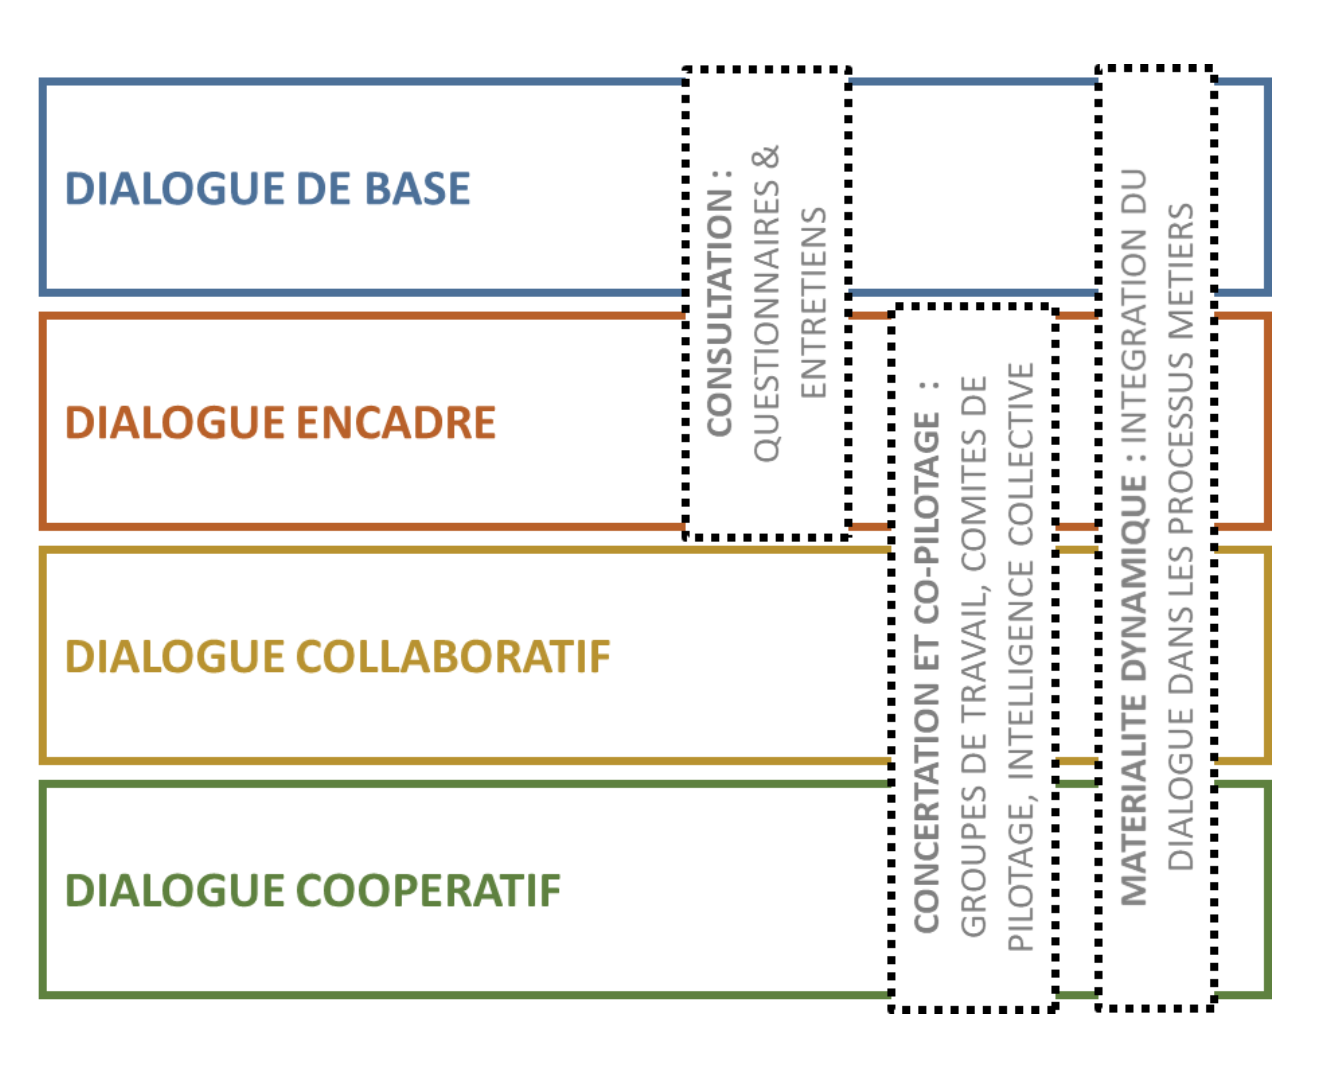 DIALOGUE DE BASE
DIALOGUE ENCADRE
DIALOGUE COLLABORATIF
DIALOGUE COOPERATIF
CONSULTATION :
QUESTIONNAIRES &
ENTRETIENS
CONCERTATION ET CO-PILOTAGE :
GROUPES DE TRAVAIL, COMITES DE
PILOTAGE, INTELLIGENCE COLLECTIVE
MATERIALITE DYNAMIQUE : INTEGRATION DU
DIALOGUE DANS LES PROCESSUS METIERS